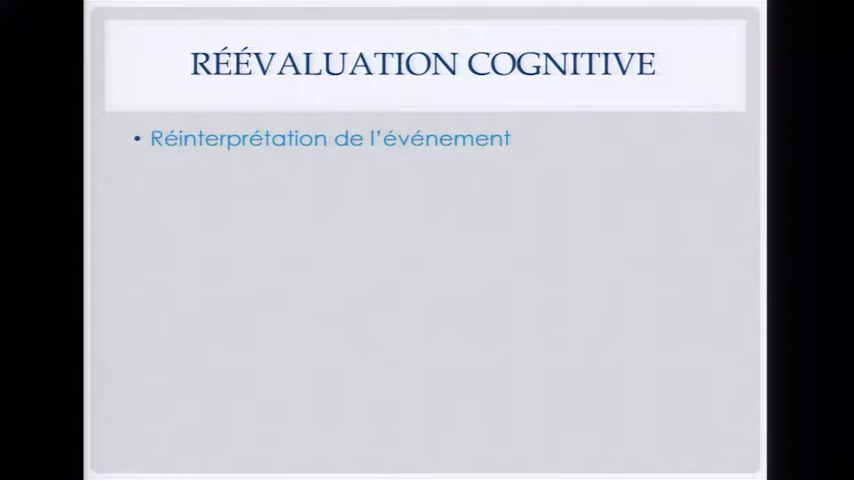 RÉÉVALUATION COGNITIVE
• Réinterprétation de l'événement